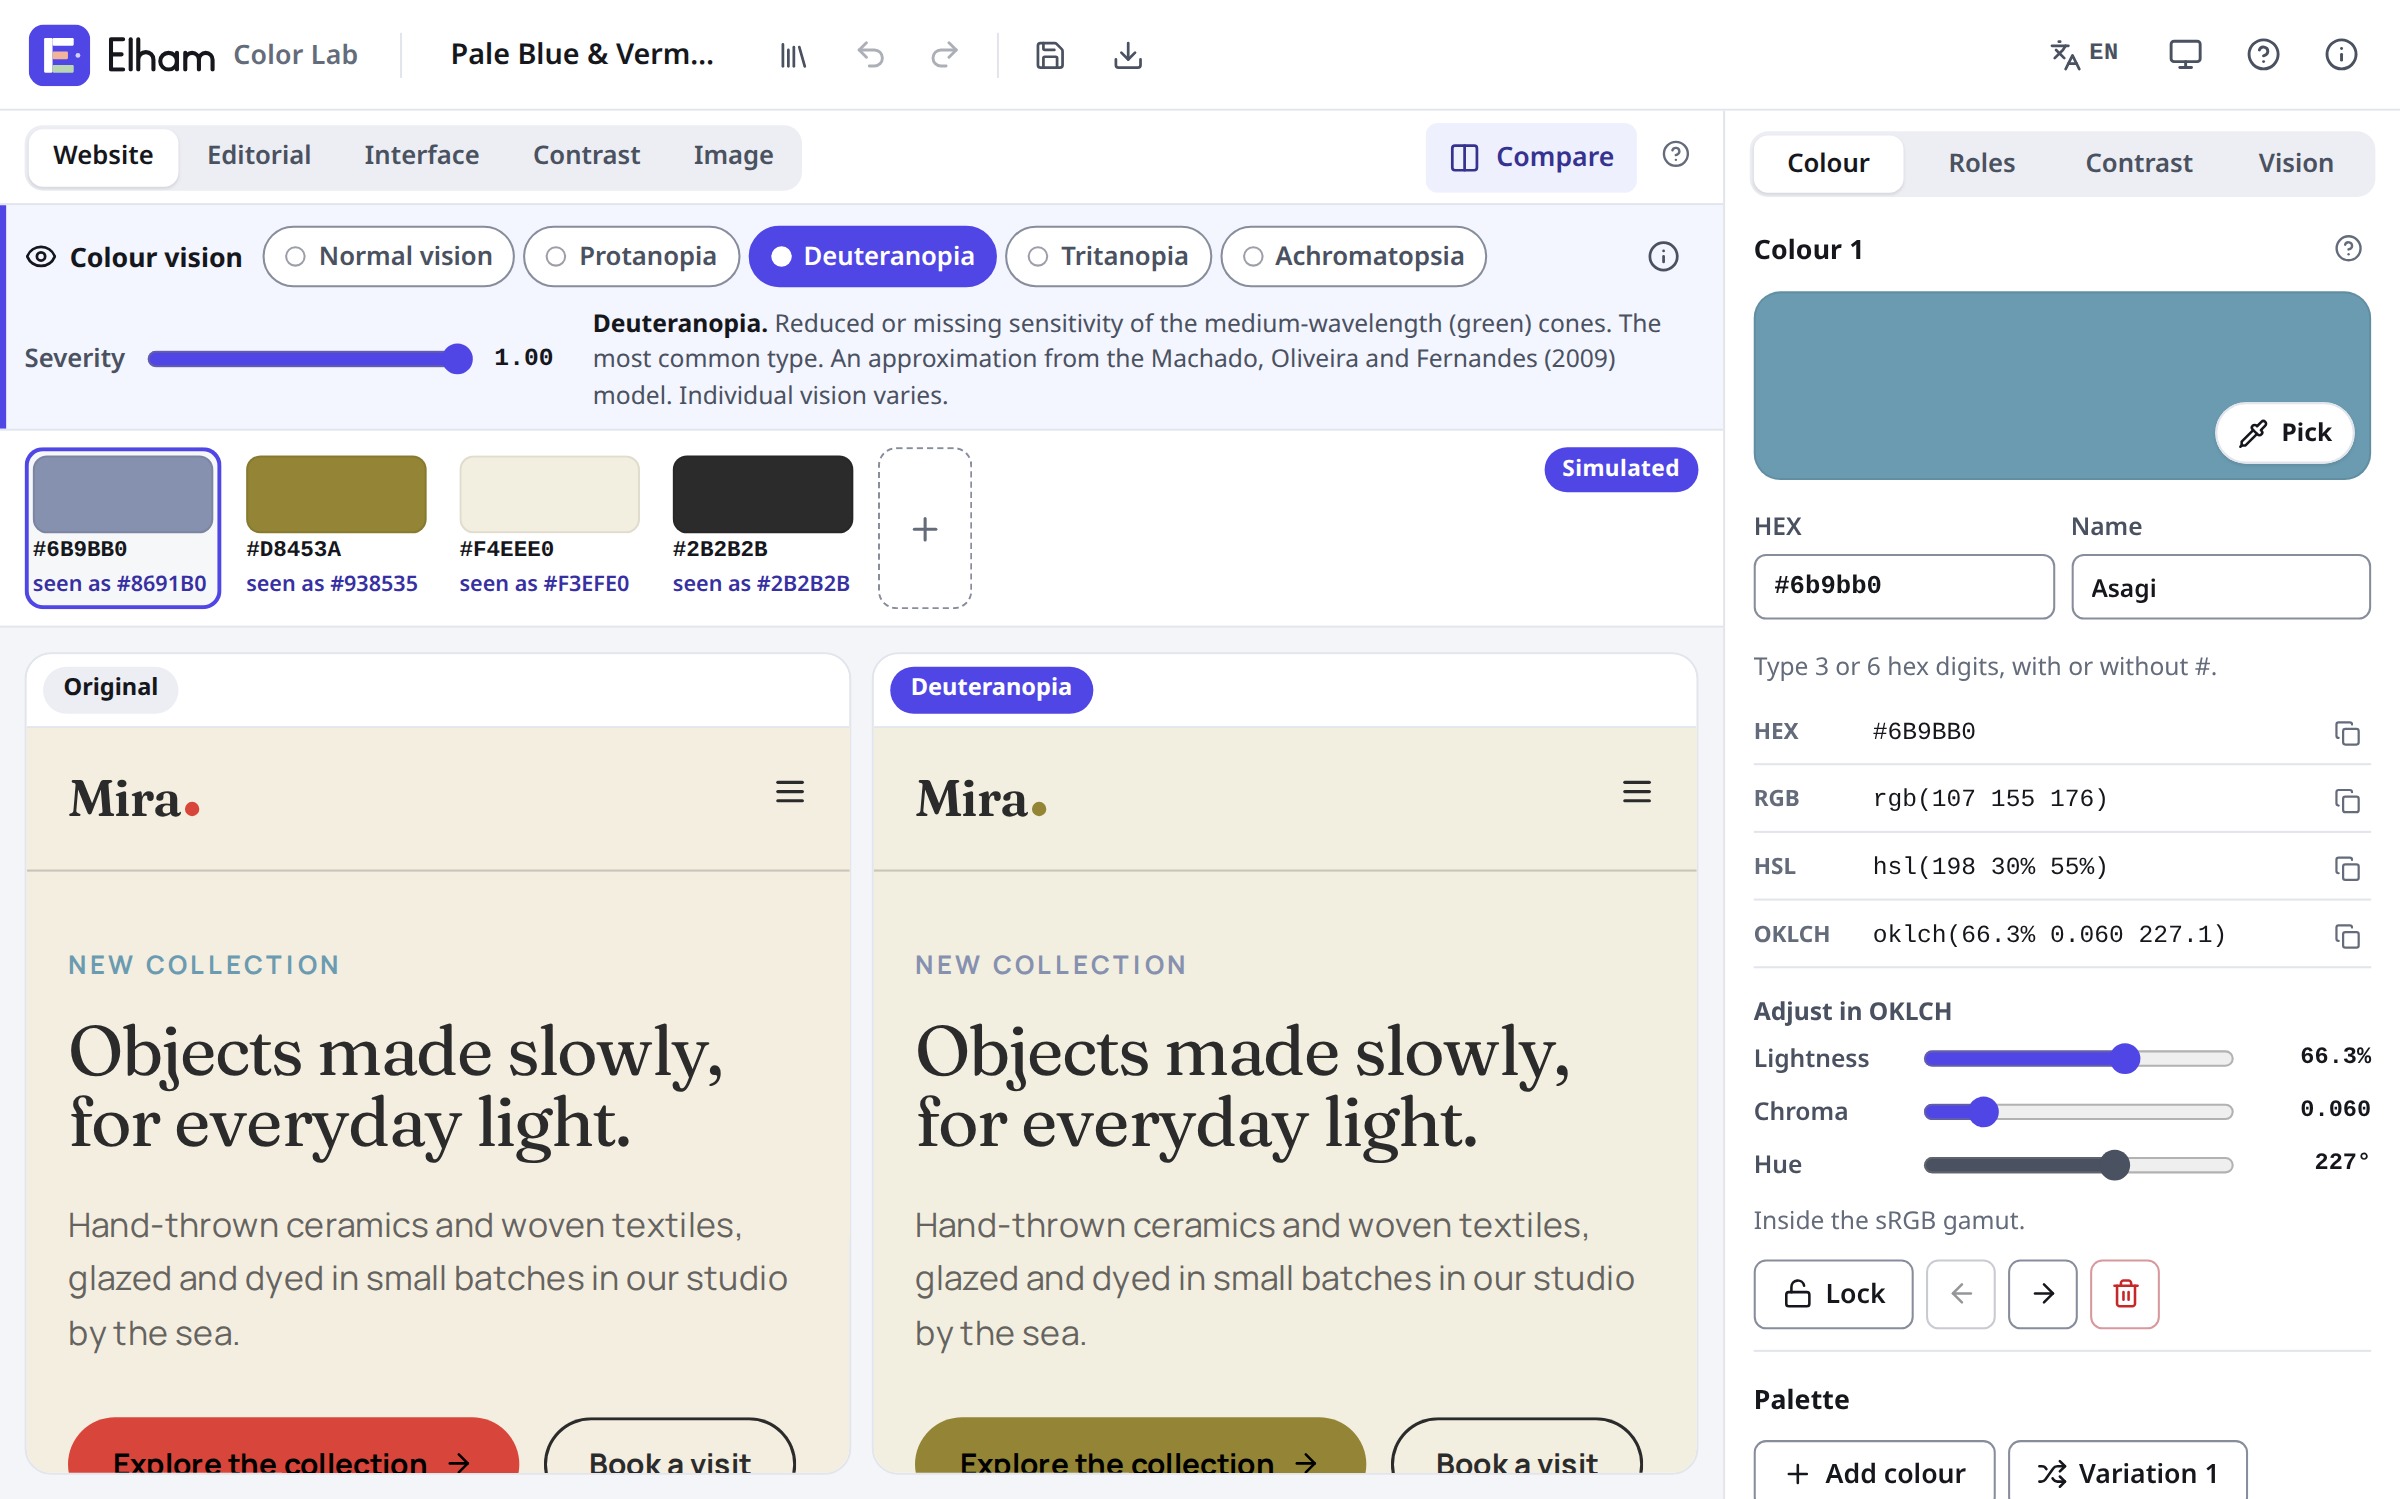 Elham Color Lab
Pale Blue & Verm...
EN
Website
Editorial
Interface
Contrast
Image
Compare
Colour vision
Normal vision
Protanopia
Deuteranopia
Tritanopia
Achromatopsia
Severity
1.00
Deuteranopia. Reduced or missing sensitivity of the medium-wavelength (green) cones. The
most common type. An approximation from the Machado, Oliveira and Fernandes (2009)
model. Individual vision varies.
#6B9BB0
seen as #8691B0
#D8453A
seen as #938535
#F4EEE0
seen as #F3EFE0
#2B2B2B
seen as #2B2B2B
Simulated
Original
Mira.
NEW COLLECTION
Objects made slowly,
for everyday light.
Hand-thrown ceramics and woven textiles,
glazed and dyed in small batches in our studio
by the sea.
Explore the collection →
Book a visit
Deuteranopia
Mira.
NEW COLLECTION
Objects made slowly,
for everyday light.
Hand-thrown ceramics and woven textiles,
glazed and dyed in small batches in our studio
by the sea.
Explore the collection →
Book a visit
Colour
Roles
Contrast
Vision
Colour 1
Pick
HEX
Name
#6b9bb0
Asagi
Type 3 or 6 hex digits, with or without #.
HEX #6B9BB0
RGB rgb(107 155 176)
HSL hsl(198 30% 55%)
OKLCH oklch(66.3% 0.060 227.1)
Adjust in OKLCH
Lightness 66.3%
Chroma 0.060
Hue 227°
Inside the sRGB gamut.
Lock
Palette
Add colour
Variation 1